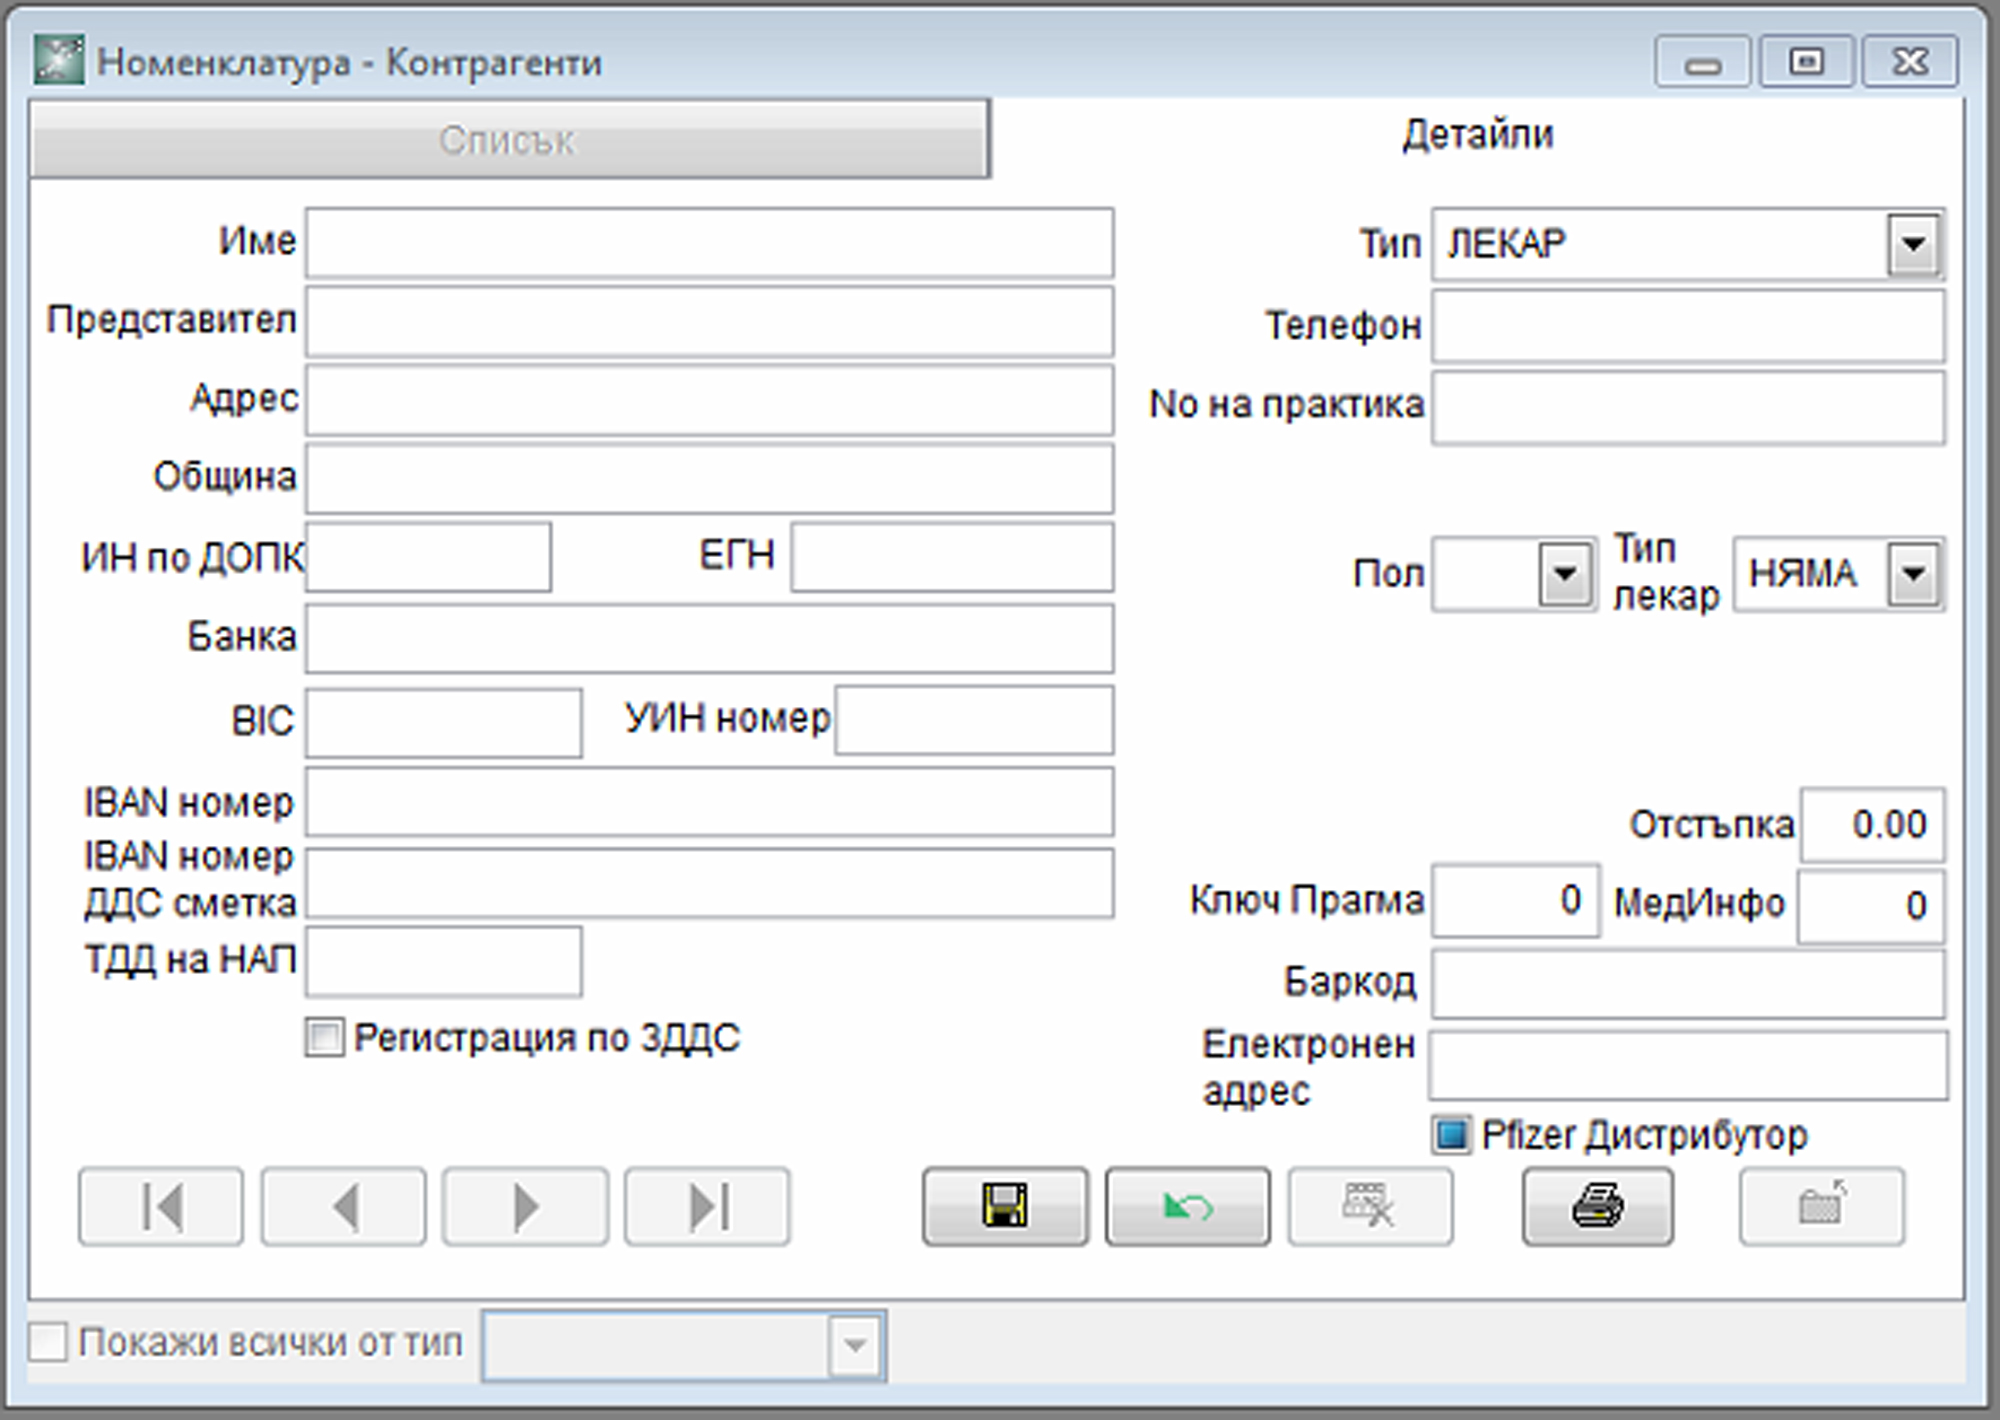 Номенклатура - Контрагенти
Списък
Детайли
Име
Тип ЛЕКАР
Представител
Телефон
Адрес
No на практика
Община
ИН по ДОПК
ЕГН
Пол
Тип лекар
НЯМА
Банка
BIC
УИН номер
IBAN номер
Отстъпка 0.00
IBAN номер
ДДС сметка
Ключ Прагма 0
МедИнфо 0
ТДД на НАП
Баркод
Регистрация по ЗДДС
Електронен
адрес
Pfizer Дистрибутор
Покажи всички от тип